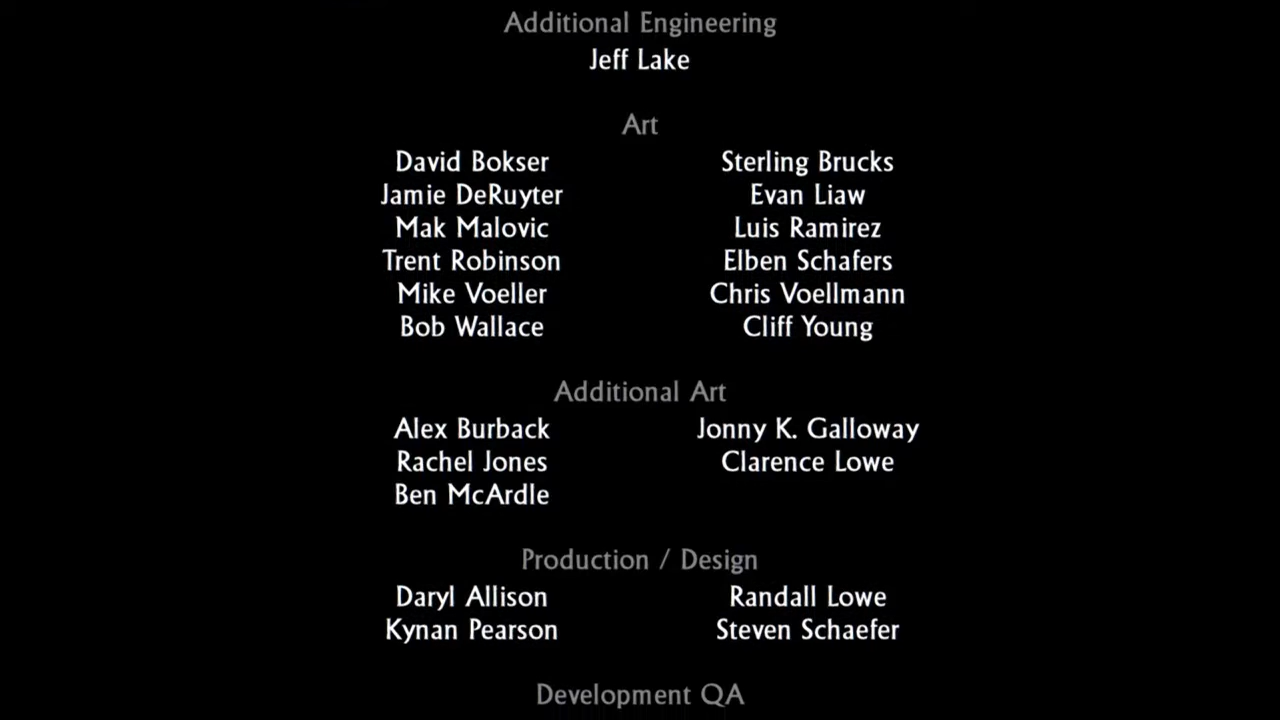 Additional Engineering
Jeff Lake
Art
David Bokser Sterling Brucks
Jamie DeRuyter Evan Liaw
Mak Malovic Luis Ramirez
Trent Robinson Elben Schafers
Mike Voeller Chris Voellmann
Bob Wallace Cliff Young
Additional Art
Alex Burback Jonny K. Galloway
Rachel Jones Clarence Lowe
Ben McArdle
Production / Design
Daryl Allison Randall Lowe
Kynan Pearson Steven Schaefer
Development QA